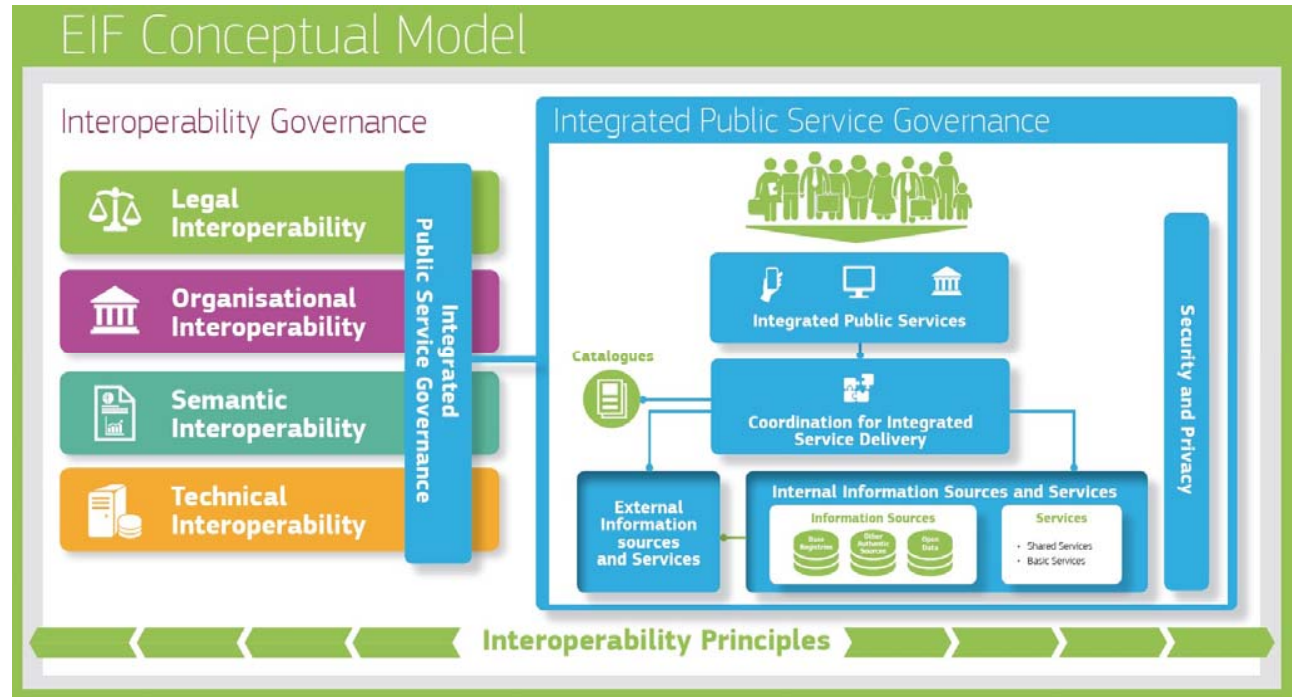 EIF Conceptual Model
Interoperability Governance
Legal
Interoperability
Organisational
Interoperability
Semantic
Interoperability
Technical
Interoperability
Integrated
Public Service Governance
Integrated Public Service Governance
Integrated Public Services
Catalogues
Coordination for Integrated
Service Delivery
External
Information
sources
and Services
Internal Information Sources and Services
Information Sources
Base
Registries
Other
Authentic
Sources
Open
Data
Services
• Shared Services
• Basic Services
Security and Privacy
Interoperability Principles